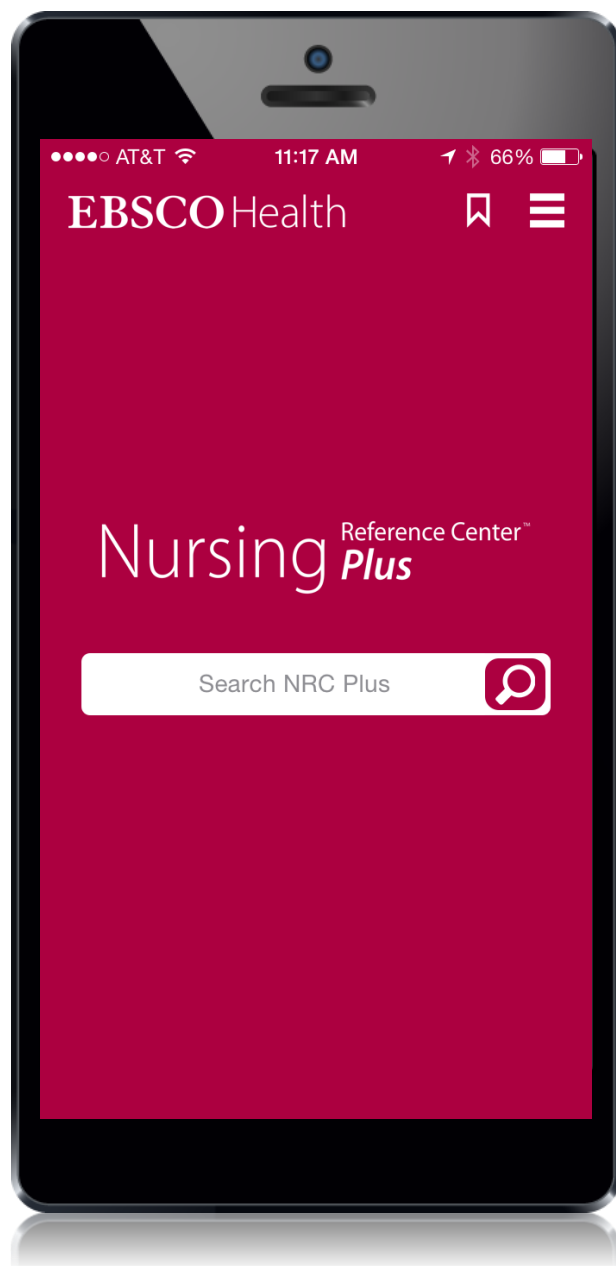 AT&T 11:17 AM 66%
EBSCO Health
Nursing Reference Center™
Plus
Search NRC Plus